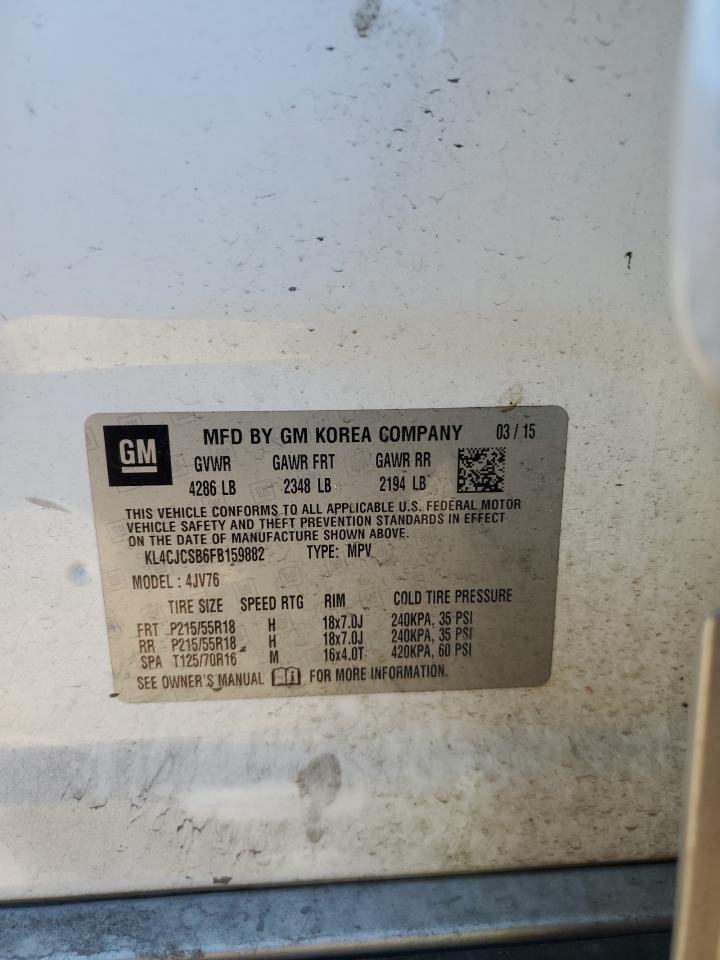 GM MFD BY GM KOREA COMPANY 03 / 15
GVWR GAWR FRT GAWR RR
4286 LB 2348 LB 2194 LB
THIS VEHICLE CONFORMS TO ALL APPLICABLE U.S. FEDERAL MOTOR
VEHICLE SAFETY AND THEFT PREVENTION STANDARDS IN EFFECT
ON THE DATE OF MANUFACTURE SHOWN ABOVE.
KL4CJCSB6FB159882 TYPE: MPV
MODEL : 4JV76
TIRE SIZE SPEED RTG RIM COLD TIRE PRESSURE
FRT P215/55R18 H 18x7.0J 240KPA, 35 PSI
RR P215/55R18 H 18x7.0J 240KPA, 35 PSI
SPA T125/70R16 M 16x4.0T 420KPA, 60 PSI
SEE OWNER'S MANUAL FOR MORE INFORMATION.